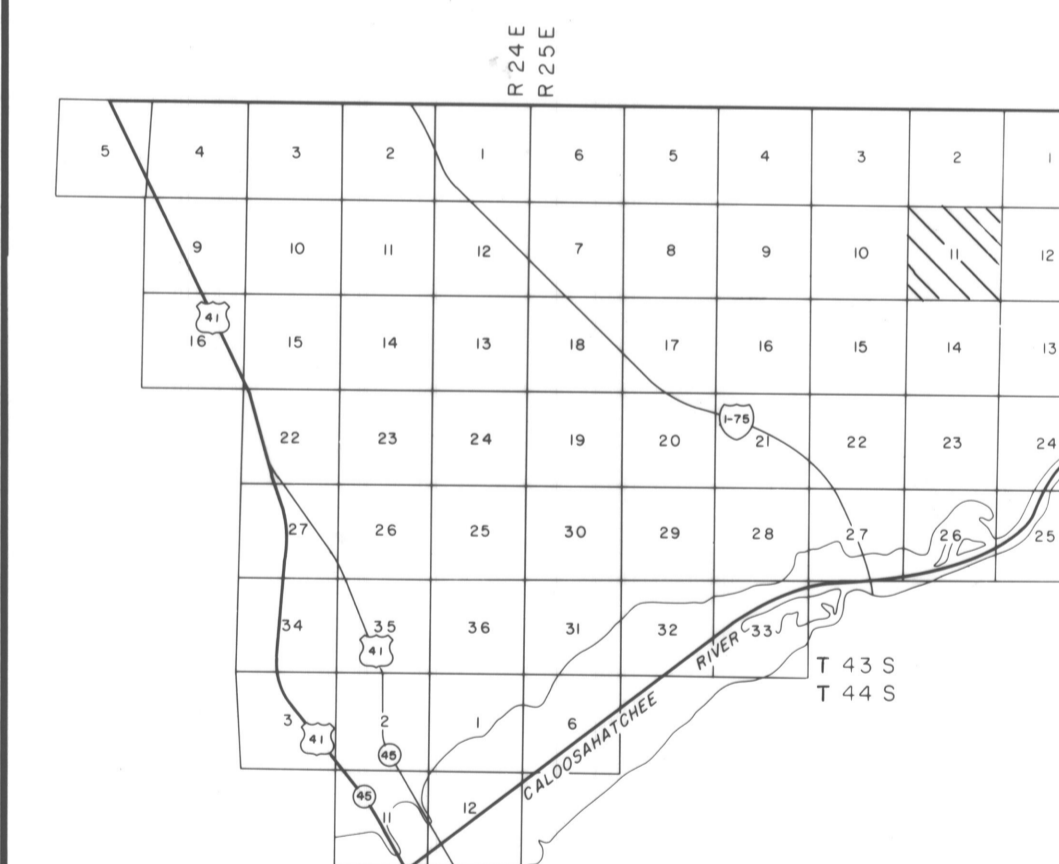 R 24E
R 25E
5 4 3 2 1 6 5 4 3 2 1
9 10 11 12 7 8 9 10 11 12
41
16 15 14 13 18 17 16 15 14 13
I-75
22 23 24 19 20 21 22 23 24
27 26 25 30 29 28 27 26 25
34 35 36 31 32 33
41
T 43 S
T 44 S
3 2 1 6
41
45
CALOOSAHATCHEE RIVER
45
11 12